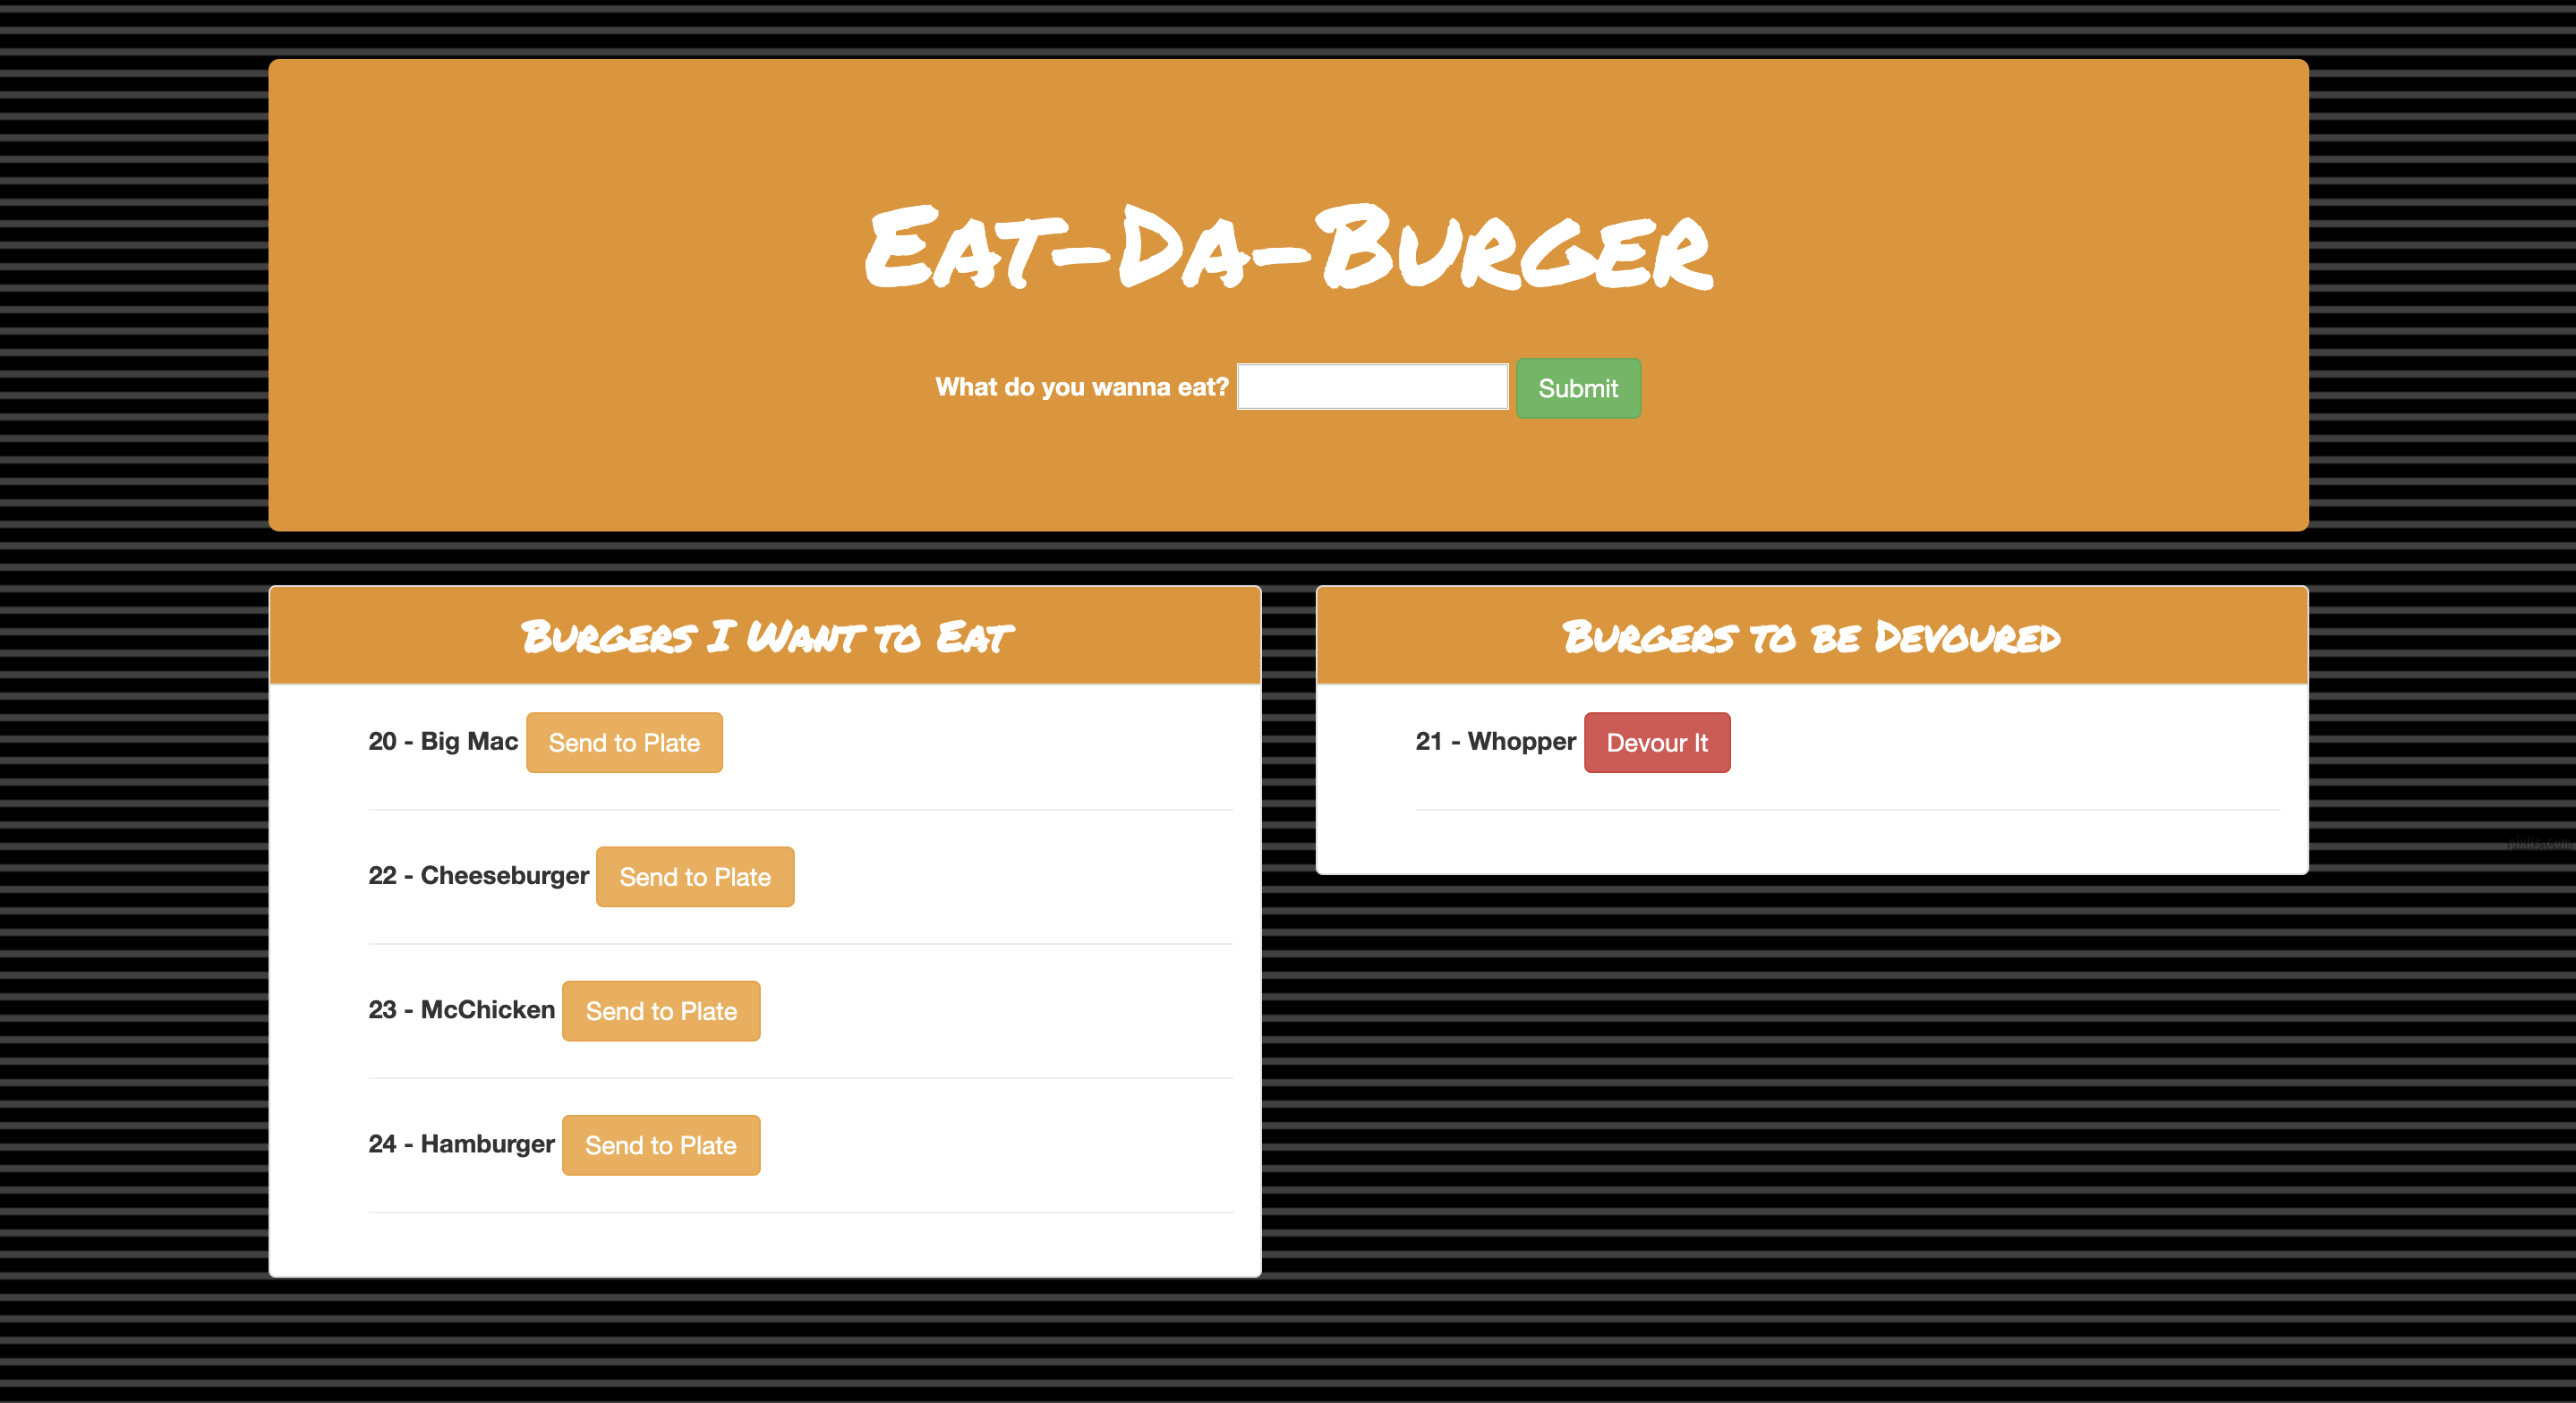 Eat-Da-Burger
What do you wanna eat? Submit
Burgers I Want to Eat
20 - Big Mac Send to Plate
22 - Cheeseburger Send to Plate
23 - McChicken Send to Plate
24 - Hamburger Send to Plate
Burgers to be Devoured
21 - Whopper Devour It
pixlis.com